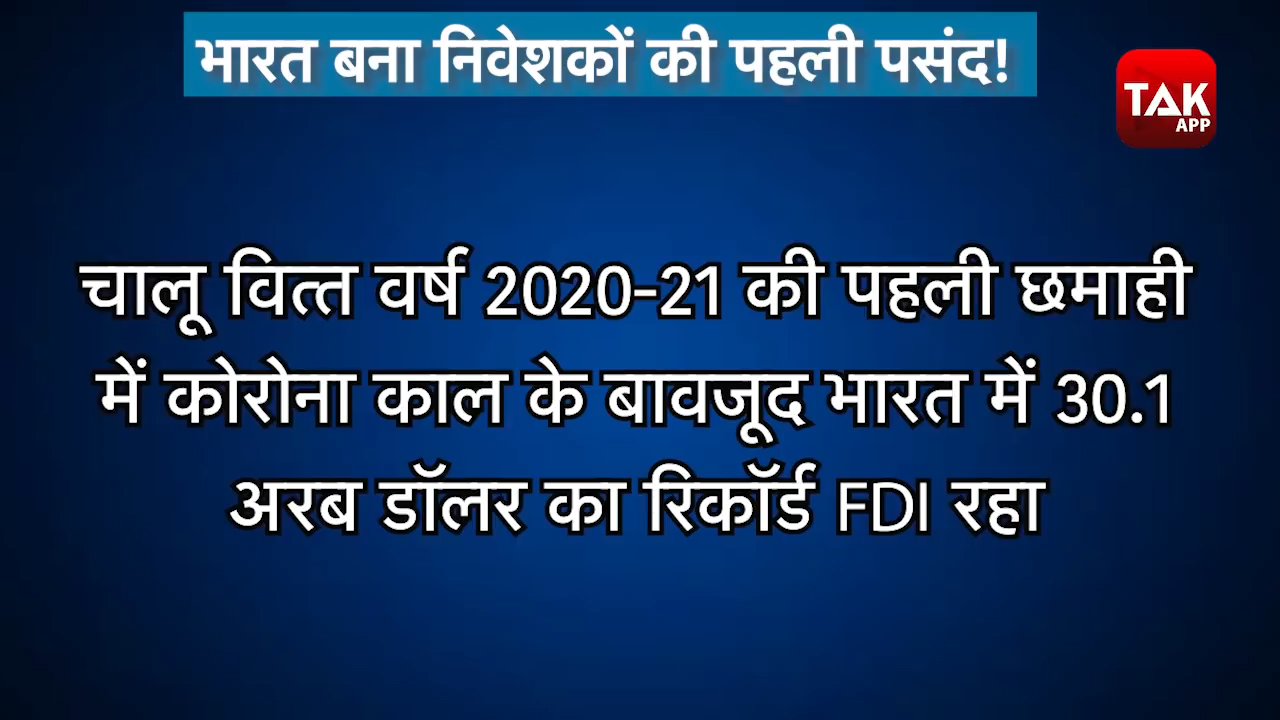 भारत बना निवेशकों की पहली पसंद!
TAK
APP
चालू वित्त वर्ष 2020-21 की पहली छमाही
में कोरोना काल के बावजूद भारत में 30.1
अरब डॉलर का रिकॉर्ड FDI रहा